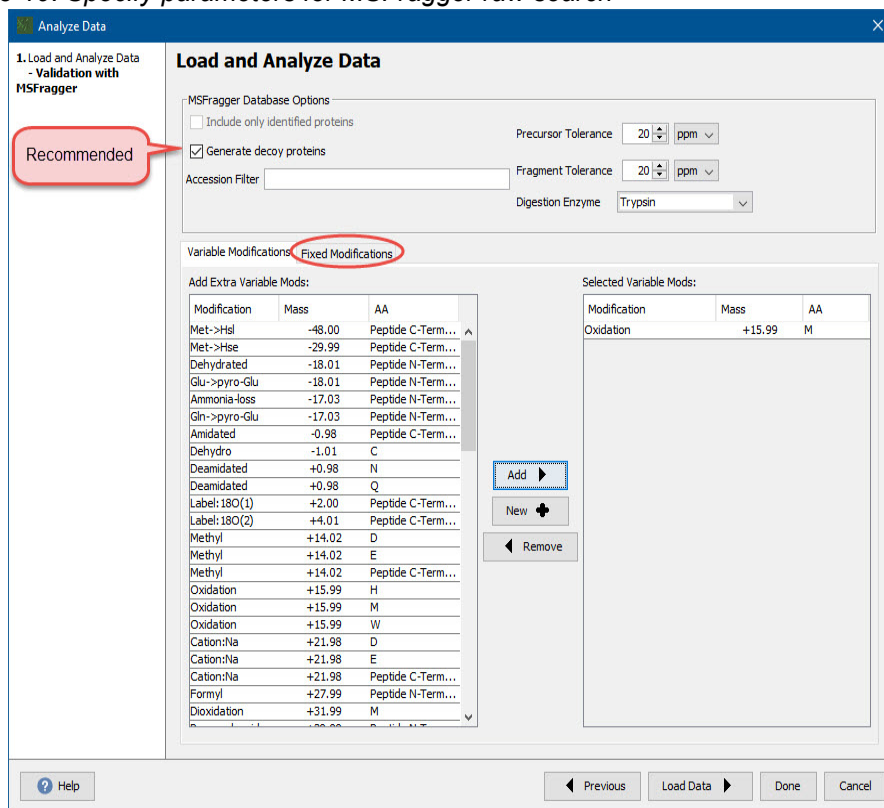 Specify parameters for MSFragger raw search
Analyze Data
1. Load and Analyze Data
- Validation with
MSFragger
Load and Analyze Data
Recommended
MSFragger Database Options
Include only identified proteins
Generate decoy proteins
Accession Filter
Precursor Tolerance 20 ppm
Fragment Tolerance 20 ppm
Digestion Enzyme Trypsin
Variable Modifications Fixed Modifications
Add Extra Variable Mods:
Modification Mass AA
Met->Hsl -48.00 Peptide C-Term...
Met->Hse -29.99 Peptide C-Term...
Dehydrated -18.01 Peptide N-Term...
Glu->pyro-Glu -18.01 Peptide N-Term...
Ammonia-loss -17.03 Peptide N-Term...
Gln->pyro-Glu -17.03 Peptide N-Term...
Amidated -0.98 Peptide C-Term...
Dehydro -1.01 C
Deamidated +0.98 N
Deamidated +0.98 Q
Label:18O(1) +2.00 Peptide C-Term...
Label:18O(2) +4.01 Peptide C-Term...
Methyl +14.02 D
Methyl +14.02 E
Methyl +14.02 Peptide C-Term...
Oxidation +15.99 H
Oxidation +15.99 M
Oxidation +15.99 W
Cation:Na +21.98 D
Cation:Na +21.98 E
Cation:Na +21.98 Peptide C-Term...
Formyl +27.99 Peptide N-Term...
Dioxidation +31.99 M
Add
New
Remove
Selected Variable Mods:
Modification Mass AA
Oxidation +15.99 M
Help
Previous
Load Data
Done
Cancel